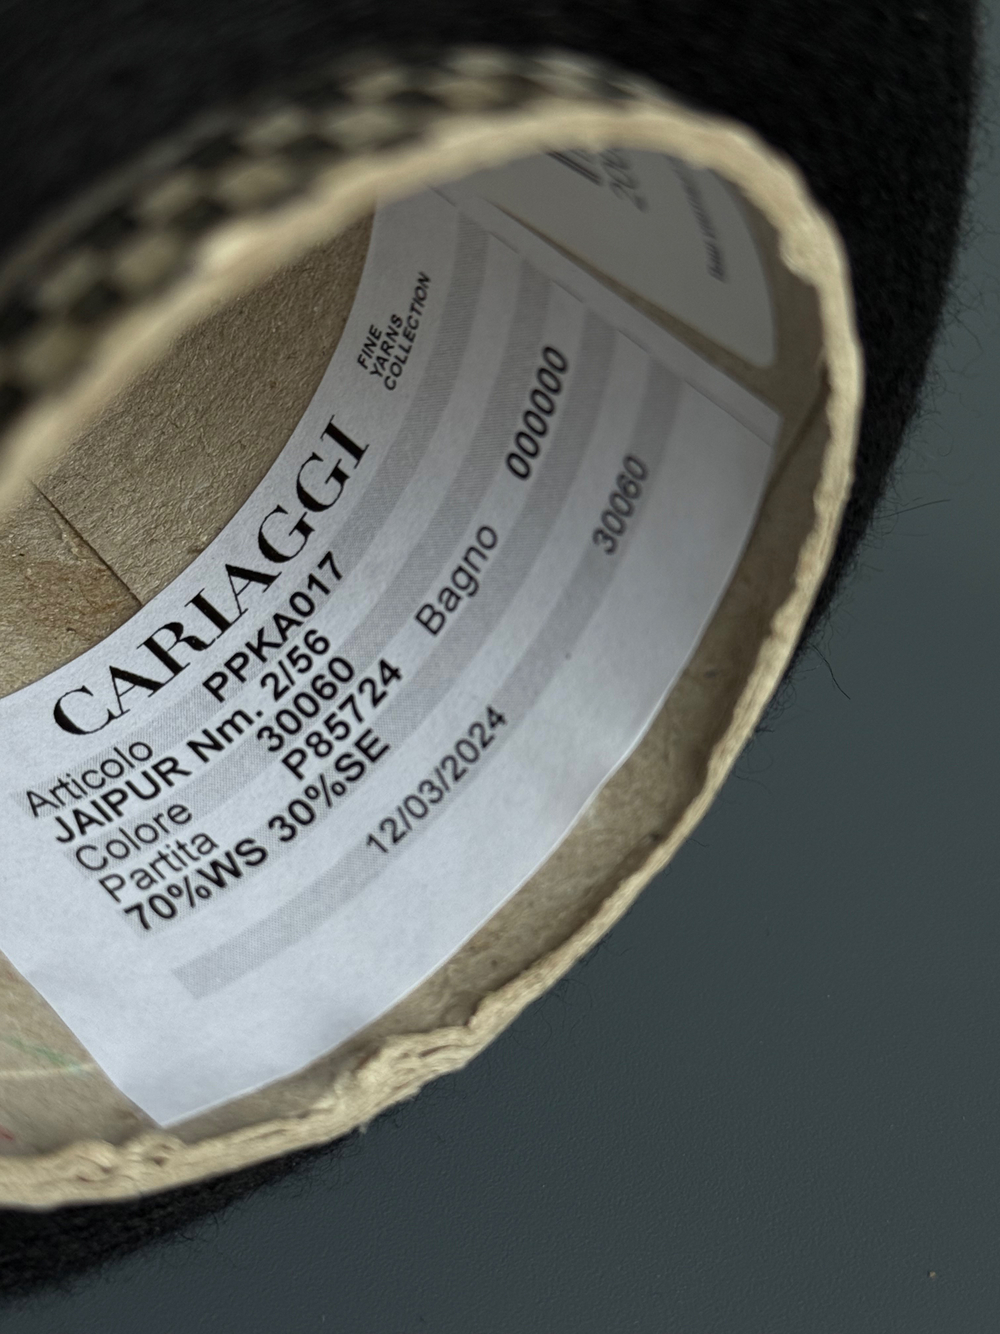 CARIAGGI
FINE
YARNS
COLLECTION
Articolo PPKA017
JAIPUR Nm. 2/56
Colore 30060
Partita P85724 Bagno 000000
70%WS 30%SE
12/03/2024 30060